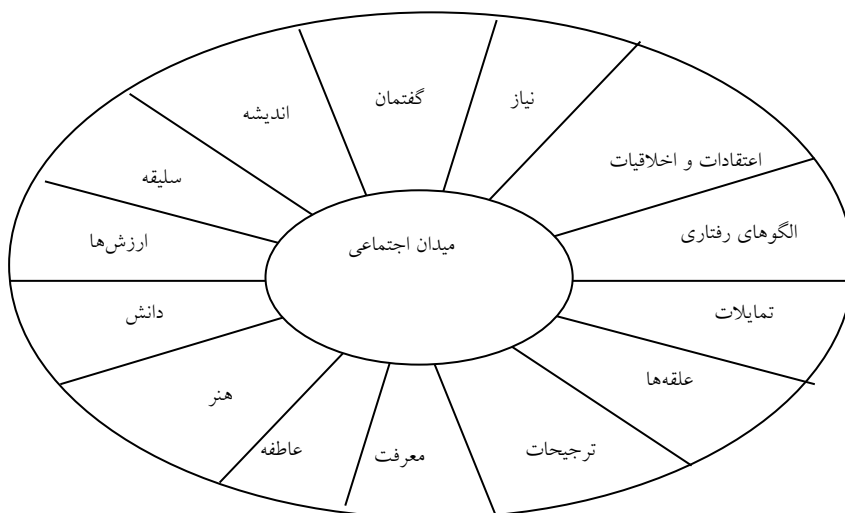 نیاز
گفتمان
اندیشه
سلیقه
ارزش‌ها
دانش
هنر
عاطفه
معرفت
ترجیحات
علقه‌ها
تمایلات
الگوهای رفتاری
اعتقادات و اخلاقیات
میدان اجتماعی